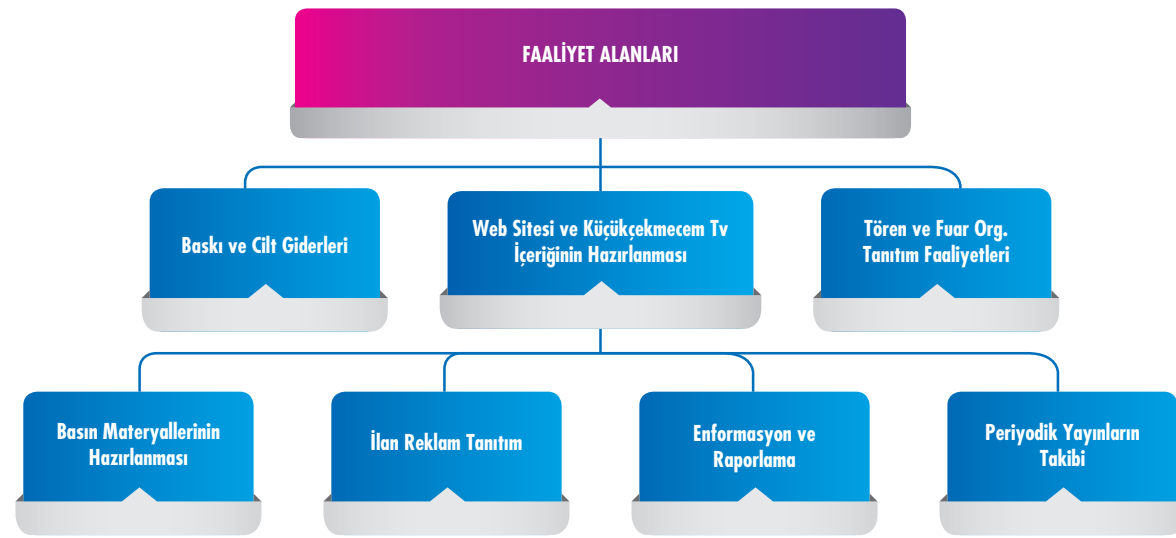 FAALİYET ALANLARI
Baskı ve Cilt Giderleri
Web Sitesi ve Küçükçekmecem Tv
İçeriğinin Hazırlanması
Tören ve Fuar Org.
Tanıtım Faaliyetleri
Basın Materyallerinin
Hazırlanması
İlan Reklam Tanıtım
Enformasyon ve
Raporlama
Periyodik Yayınların
Takibi